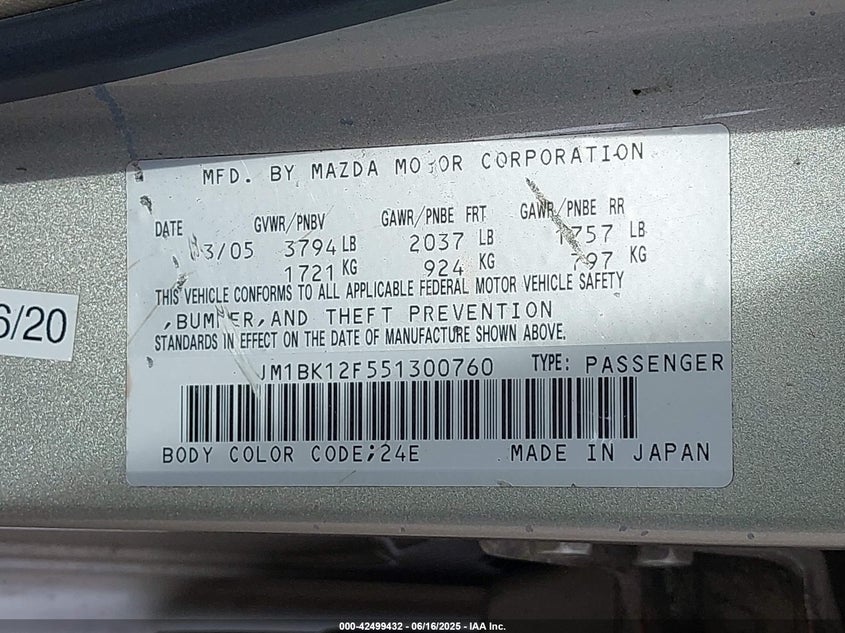 MFD. BY MAZDA MOTOR CORPORATION
DATE GVWR/PNBV GAWR/PNBE FRT GAWR/PNBE RR
03/05 3794 LB 2037 LB 1757 LB
1721 KG 924 KG 797 KG
THIS VEHICLE CONFORMS TO ALL APPLICABLE FEDERAL MOTOR VEHICLE SAFETY
,BUMPER,AND THEFT PREVENTION
STANDARDS IN EFFECT ON THE DATE OF MANUFACTURE SHOWN ABOVE.
6/20
JM1BK12F551300760 TYPE: PASSENGER
BODY COLOR CODE;24E MADE IN JAPAN
000-42499432 - 06/16/2025 - IAA Inc.